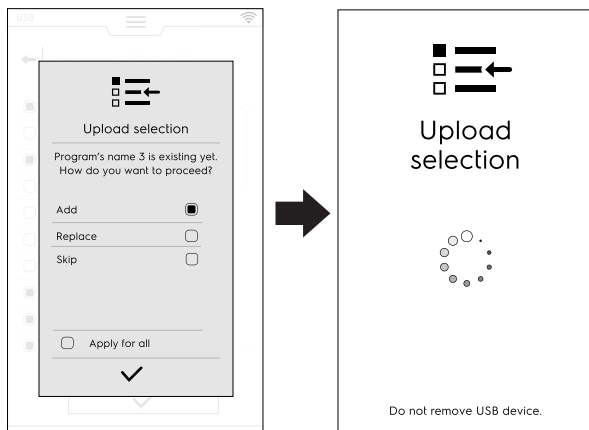 USB
Upload selection
Program's name 3 is existing yet.
How do you want to proceed?
Add
Replace
Skip
Apply for all
Upload
selection
Do not remove USB device.